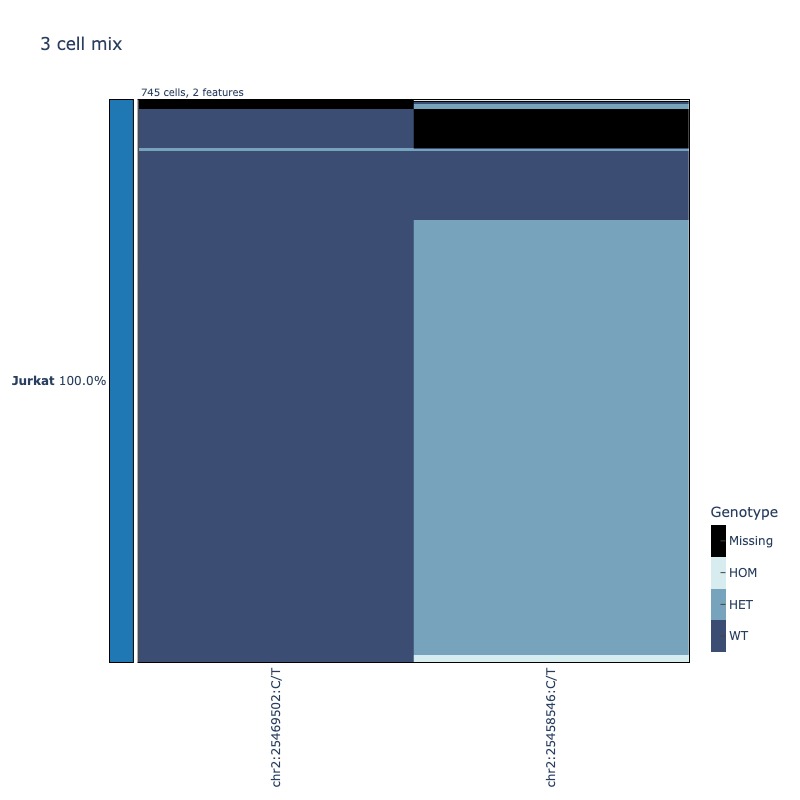 3 cell mix
745 cells, 2 features
Jurkat 100.0%
Genotype
Missing
HOM
HET
WT
chr2:25469502:C/T
chr2:25458546:C/T